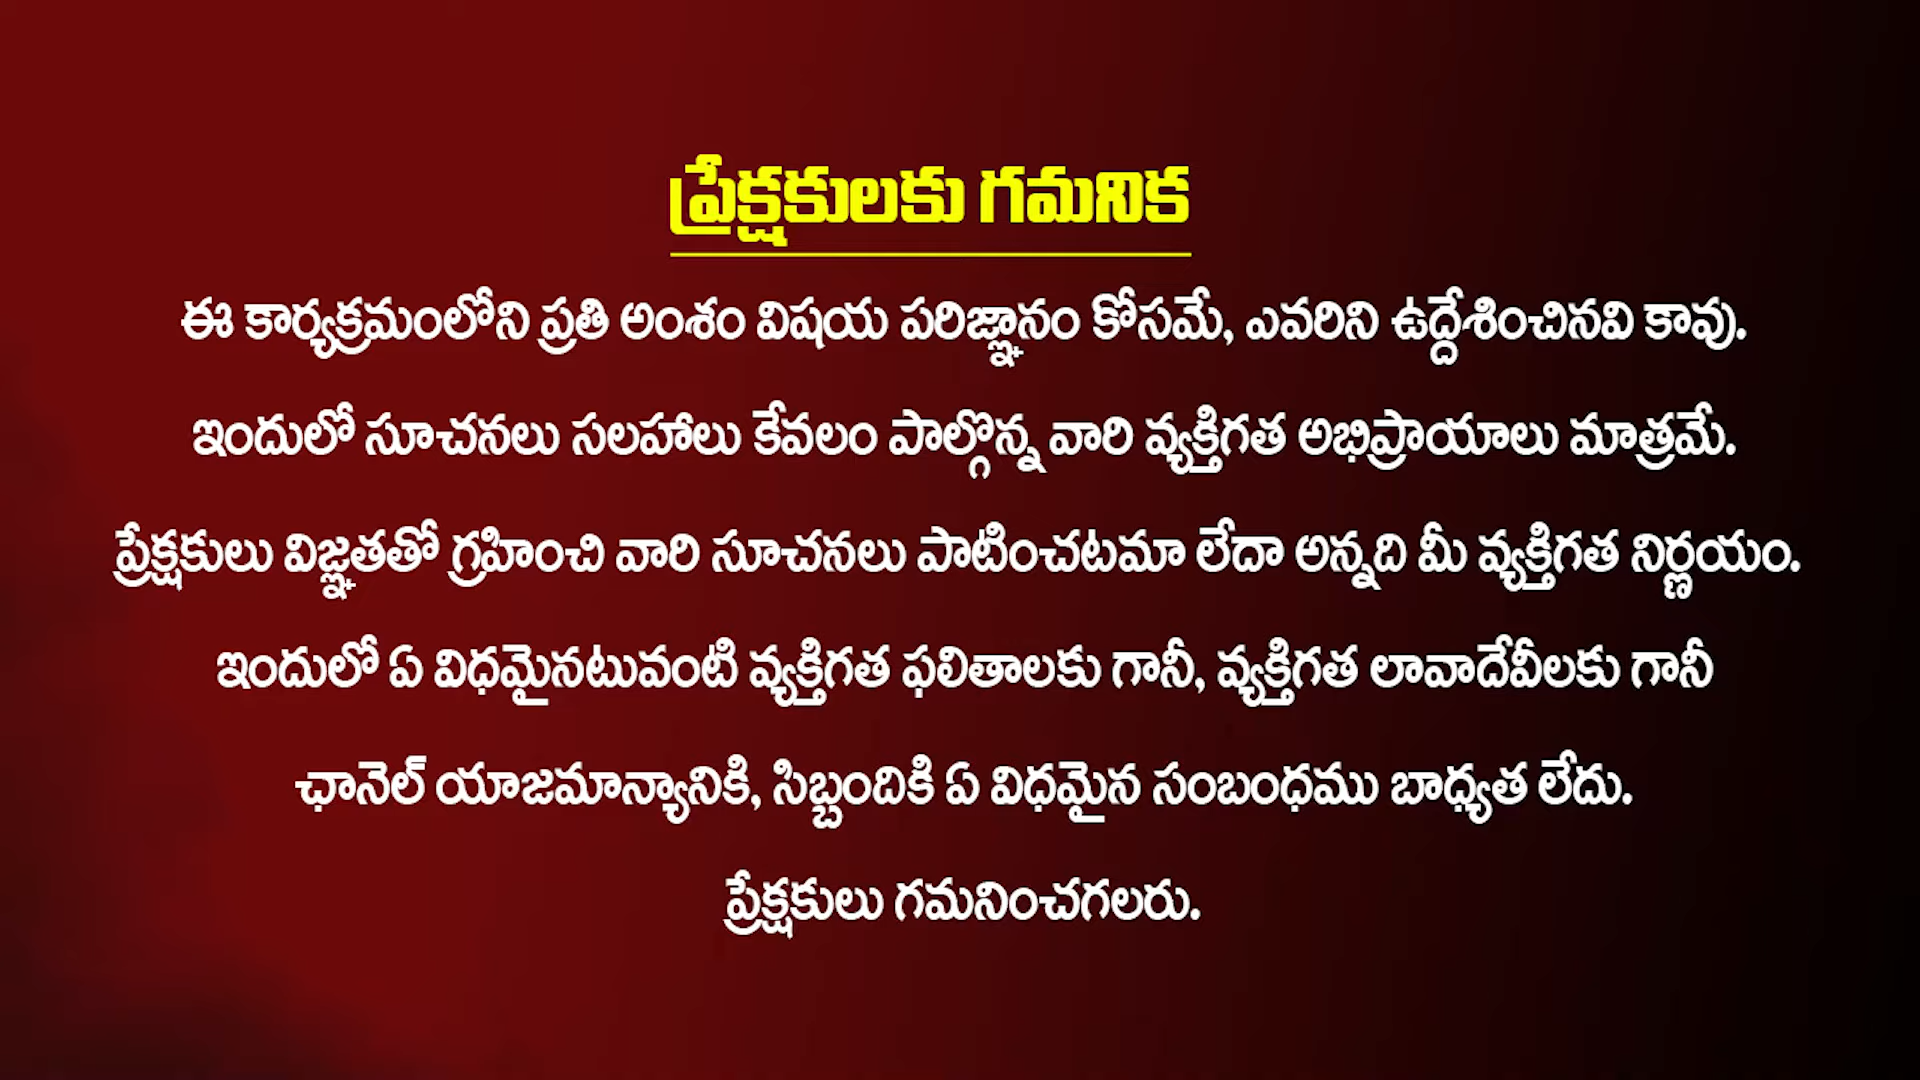 ప్రేక్షకులకు గమనిక
ఈ కార్యక్రమంలోని ప్రతి అంశం విషయ పరిజ్ఞానం కోసమే, ఎవరిని ఉద్దేశించినవి కావు.
ఇందులో సూచనలు సలహాలు కేవలం పాల్గొన్న వారి వ్యక్తిగత అభిప్రాయాలు మాత్రమే.
ప్రేక్షకులు విజ్ఞతతో గ్రహించి వారి సూచనలు పాటించటమా లేదా అన్నది మీ వ్యక్తిగత నిర్ణయం.
ఇందులో ఏ విధమైనటువంటి వ్యక్తిగత ఫలితాలకు గానీ, వ్యక్తిగత లావాదేవీలకు గానీ
ఛానెల్ యాజమాన్యానికి, సిబ్బందికి ఏ విధమైన సంబంధము బాధ్యత లేదు.
ప్రేక్షకులు గమనించగలరు.